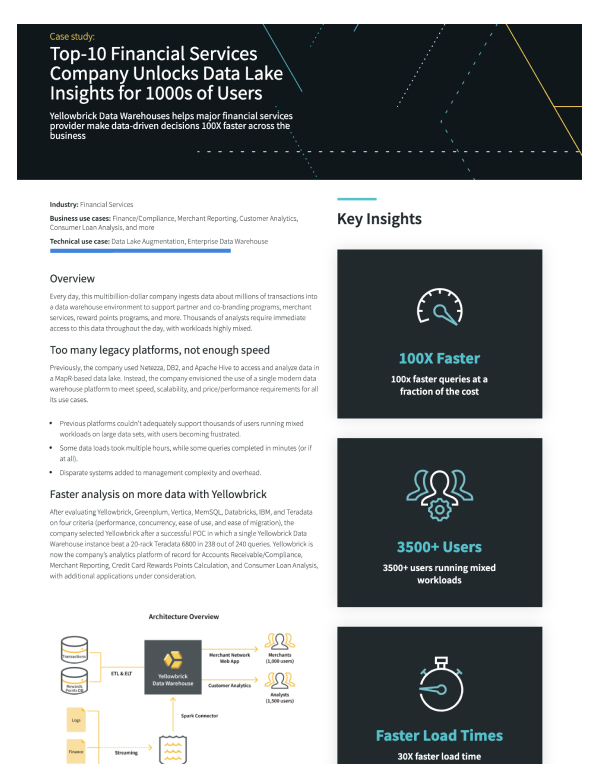 Case study:
Top-10 Financial Services
Company Unlocks Data Lake
Insights for 1000s of Users
Yellowbrick Data Warehouses helps major financial services
provider make data-driven decisions 100X faster across the
business
Industry: Financial Services
Business use cases: Finance/Compliance, Merchant Reporting, Customer Analytics,
Consumer Loan Analysis, and more
Technical use case: Data Lake Augmentation, Enterprise Data Warehouse
Overview
Every day, this multibillion-dollar company ingests data about millions of transactions into
a data warehouse environment to support partner and co-branding programs, merchant
services, reward points programs, and more. Thousands of analysts require immediate
access to this data throughout the day, with workloads highly mixed.
Too many legacy platforms, not enough speed
Previously, the company used Netezza, DB2, and Apache Hive to access and analyze data in
a MapR-based data lake. Instead, the company envisioned the use of a single modern data
warehouse platform to meet speed, scalability, and price/performance requirements for all
its use cases.
• Previous platforms couldn't adequately support thousands of users running mixed
workloads on large data sets, with users becoming frustrated.
• Some data loads took multiple hours, while some queries completed in minutes (or if
at all).
• Disparate systems added to management complexity and overhead.
Faster analysis on more data with Yellowbrick
After evaluating Yellowbrick, Greenplum, Vertica, MemSQL, Databricks, IBM, and Teradata
on four criteria (performance, concurrency, ease of use, and ease of migration), the
company selected Yellowbrick after a successful POC in which a single Yellowbrick Data
Warehouse instance beat a 20-rack Teradata 6800 in 238 out of 240 queries. Yellowbrick is
now the company's analytics platform of record for Accounts Receivable/Compliance,
Merchant Reporting, Credit Card Rewards Points Calculation, and Consumer Loan Analysis,
with additional applications under consideration.
Architecture Overview
Transactions
Rewards
Points DB
ETL & ELT
Yellowbrick
Data Warehouse
Merchant Network
Web App
Merchants
(1,000 users)
Customer Analytics
Analysts
(1,500 users)
Spark Connector
Logs
Finance
Streaming
Key Insights
100X Faster
100x faster queries at a
fraction of the cost
3500+ Users
3500+ users running mixed
workloads
Faster Load Times
30X faster load time